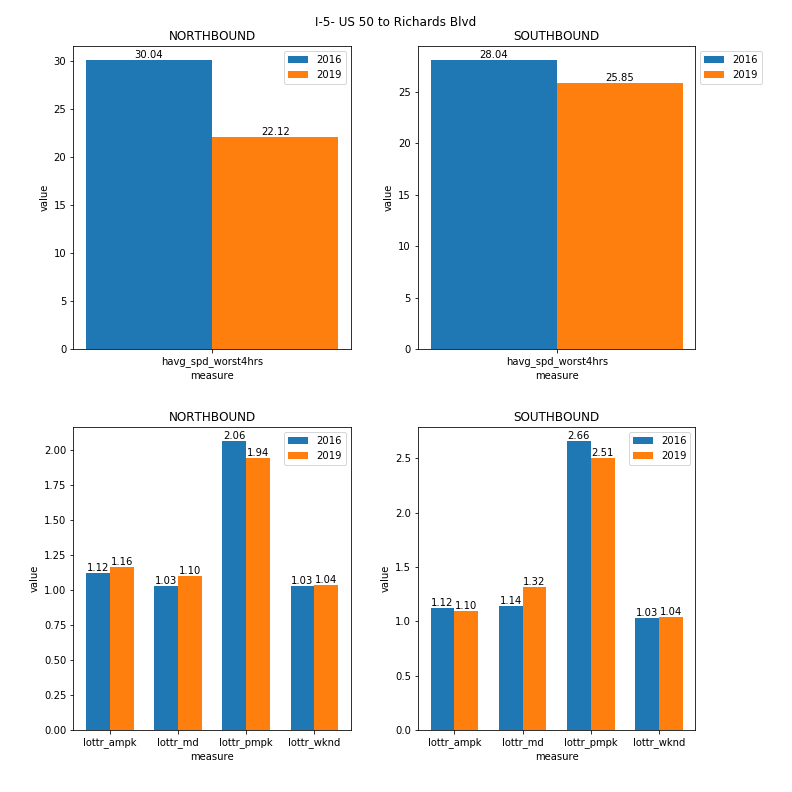 I-5- US 50 to Richards Blvd
NORTHBOUND
30.04
22.12
2016
2019
30
25
20
15
10
5
0
value
havg_spd_worst4hrs
measure
SOUTHBOUND
28.04
25.85
2016
2019
25
20
15
10
5
0
value
havg_spd_worst4hrs
measure
NORTHBOUND
2016
2019
2.06
1.94
1.12
1.16
1.03
1.10
1.03
1.04
2.00
1.75
1.50
1.25
1.00
0.75
0.50
0.25
0.00
value
lottr_ampk
lottr_md
lottr_pmpk
lottr_wknd
measure
SOUTHBOUND
2016
2019
2.66
2.51
1.12
1.10
1.14
1.32
1.03
1.04
2.5
2.0
1.5
1.0
0.5
0.0
value
lottr_ampk
lottr_md
lottr_pmpk
lottr_wknd
measure